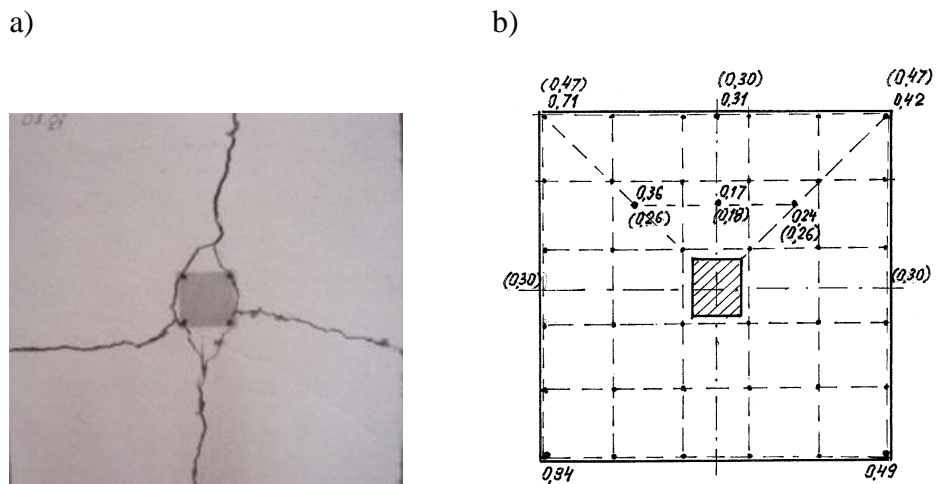 a)
b)
(0,47) (0,30) (0,47)
0,71 0,31 0,42
0,36 0,17 0,24
(0,26) (0,18) (0,26)
(0,30) (0,30)
0,94 0,49